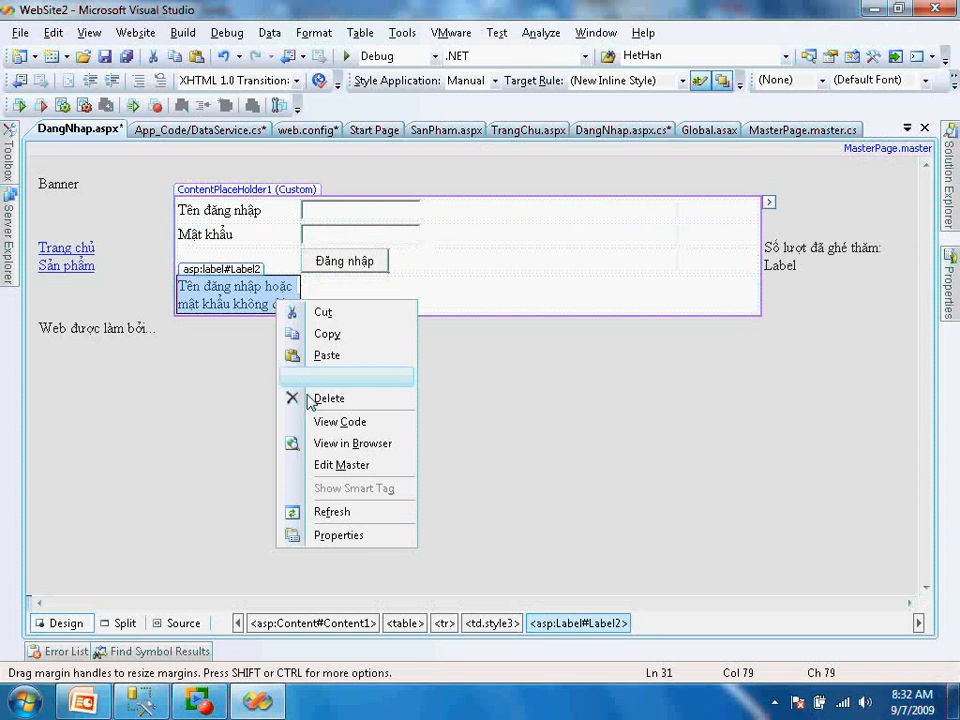 WebSite2 - Microsoft Visual Studio
File Edit View Website Build Debug Data Format Table Tools VMware Test Analyze Window Help
Debug .NET HetHan
XHTML 1.0 Transition: Style Application: Manual Target Rule: (New Inline Style) (None) (Default Font)
DangNhap.aspx* App_Code/DataService.cs* web.config* Start Page SanPham.aspx TrangChu.aspx DangNhap.aspx.cs* Global.asax MasterPage.master.cs
MasterPage.master
Toolbox
Server Explorer
Solution Explorer
Properties
Banner
ContentPlaceHolder1 (Custom)
Tên đăng nhập
Mật khẩu
Trang chủ
Sản phẩm
Đăng nhập
Số lượt đã ghé thăm:
Label
asp:label#Label2
Tên đăng nhập hoặc
mật khẩu không
Web được làm bởi...
Cut
Copy
Paste
Delete
View Code
View in Browser
Edit Master
Show Smart Tag
Refresh
Properties
Design Split Source <asp:Content#Content1> <table> <tr> <td.style3> <asp:Label#Label2>
Error List Find Symbol Results
Drag margin handles to resize margins. Press SHIFT or CTRL for more options. Ln 31 Col 79 Ch 79
8:32 AM
9/7/2009